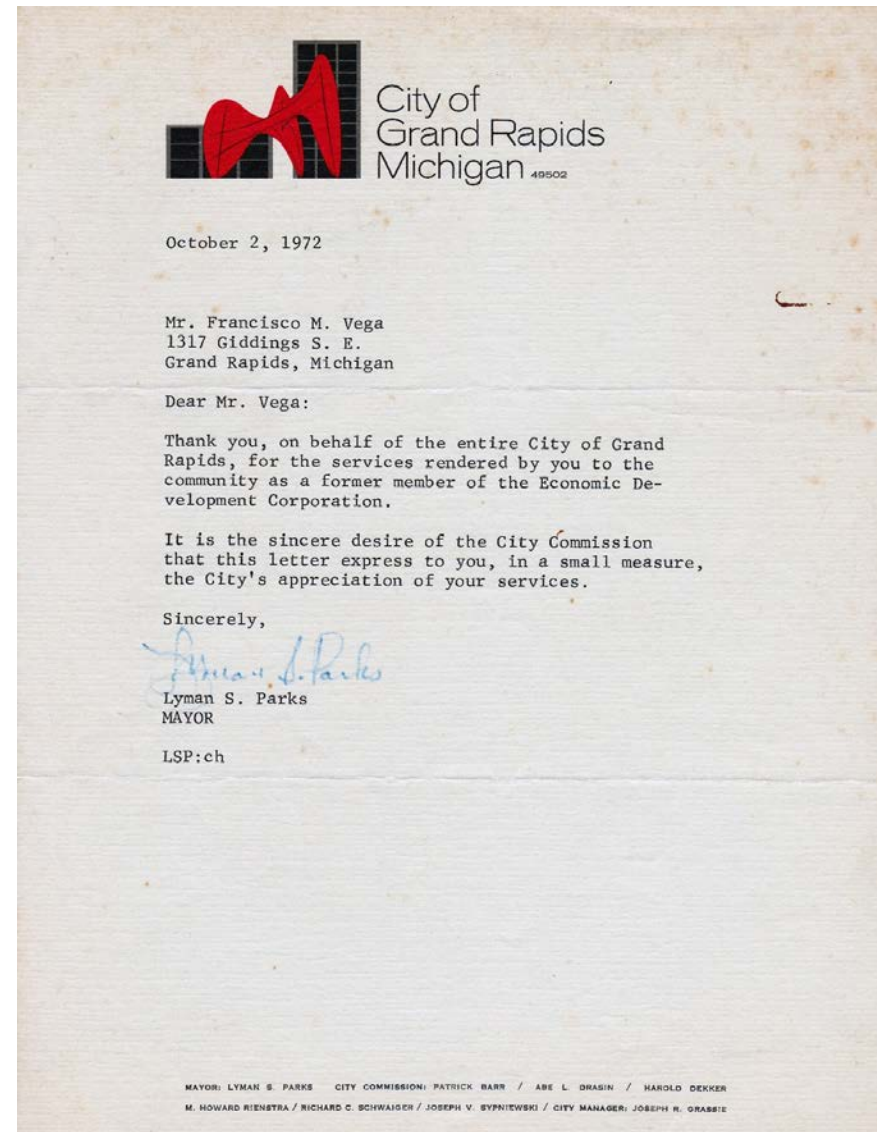 City of
Grand Rapids
Michigan 49502
October 2, 1972
Mr. Francisco M. Vega
1317 Giddings S. E.
Grand Rapids, Michigan
Dear Mr. Vega:
Thank you, on behalf of the entire City of Grand
Rapids, for the services rendered by you to the
community as a former member of the Economic De-
velopment Corporation.
It is the sincere desire of the City Commission
that this letter express to you, in a small measure,
the City's appreciation of your services.
Sincerely,
Lyman S. Parks
Lyman S. Parks
MAYOR
LSP:ch
MAYOR: LYMAN S. PARKS CITY COMMISSION: PATRICK BARR / ABE L. DRASIN / HAROLD DEKKER
M. HOWARD RIENSTRA / RICHARD C. SCHWAIGER / JOSEPH V. SYPNIEWSKI / CITY MANAGER: JOSEPH R. GRASSIE